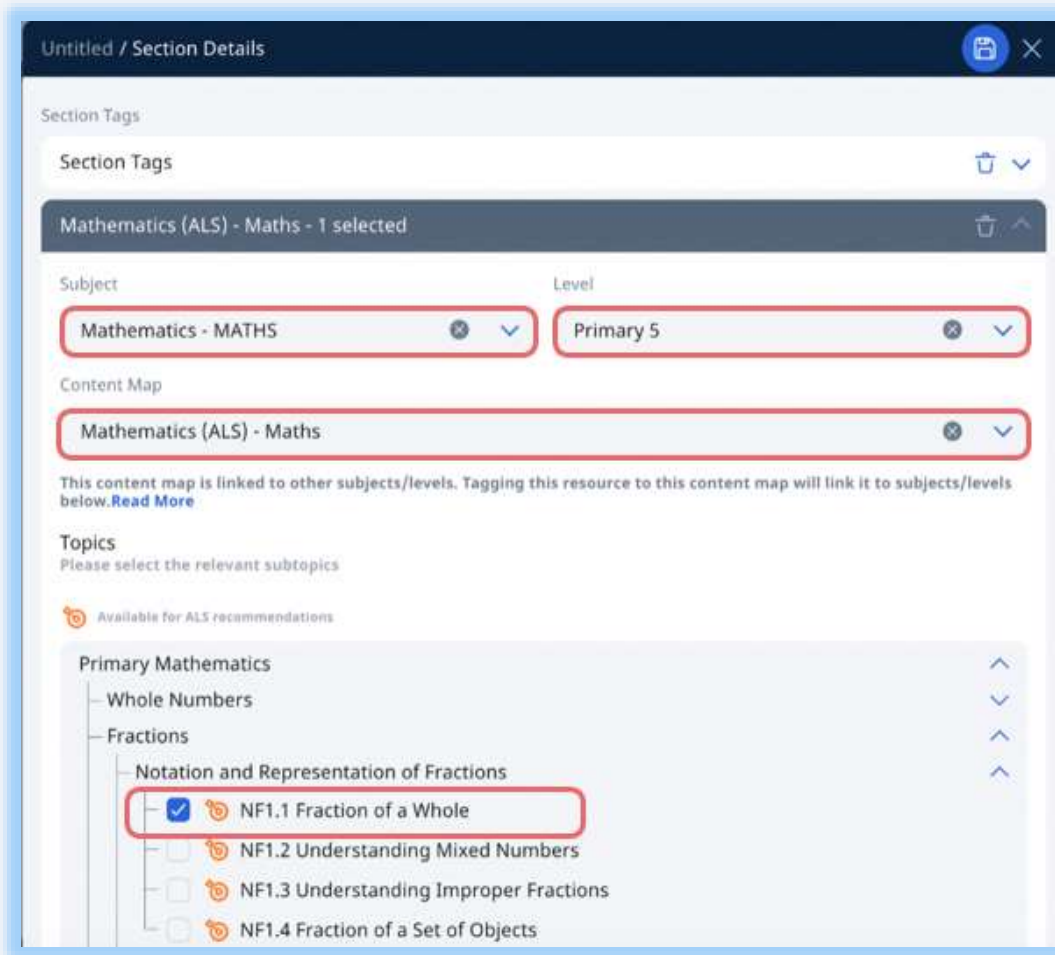 Untitled / Section Details
Section Tags
Section Tags
Mathematics (ALS) - Maths - 1 selected
Subject
Level
Mathematics - MATHS
Primary 5
Content Map
Mathematics (ALS) - Maths
This content map is linked to other subjects/levels. Tagging this resource to this content map will link it to subjects/levels
below.Read More
Topics
Please select the relevant subtopics
Available for ALS recommendations
Primary Mathematics
Whole Numbers
Fractions
Notation and Representation of Fractions
NF1.1 Fraction of a Whole
NF1.2 Understanding Mixed Numbers
NF1.3 Understanding Improper Fractions
NF1.4 Fraction of a Set of Objects